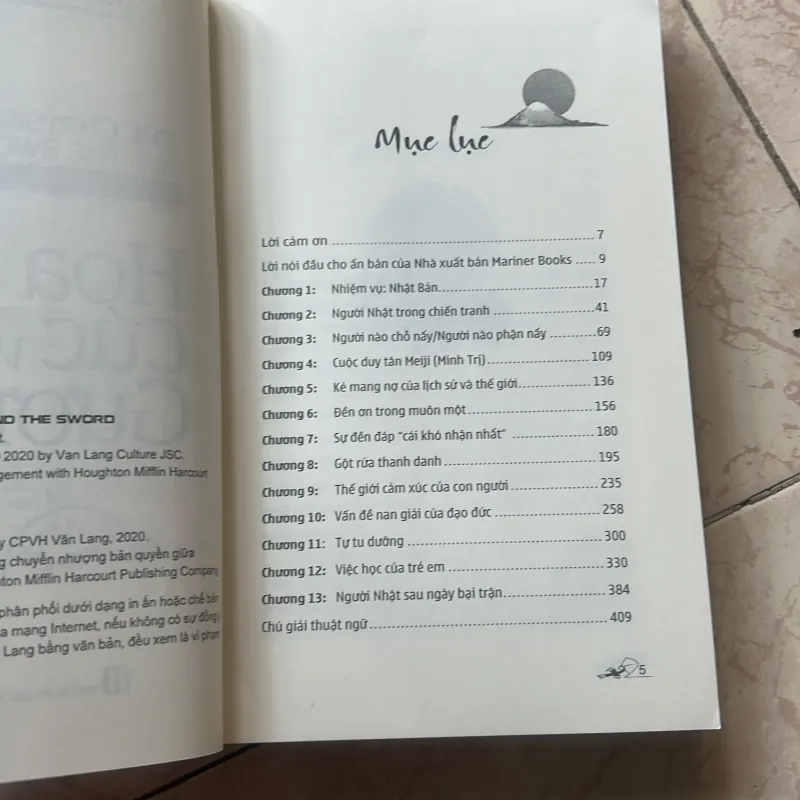 ND THE SWORD
2020 by Van Lang Culture JSC.
gement with Houghton Mifflin Harcourt
y CPVH Văn Lang, 2020.
g chuyển nhượng bản quyền giữa
ton Mifflin Harcourt Publishing Company
phân phối dưới dạng in ấn hoặc chế bản
a mạng Internet, nếu không có sự đồng ý
Lang bằng văn bản, đều xem là vi phạm
Mục lục
Lời cảm ơn ........ 7
Lời nói đầu cho ấn bản của Nhà xuất bản Mariner Books ..... 9
Chương 1: Nhiệm vụ: Nhật Bản........ 17
Chương 2: Người Nhật trong chiến tranh ........ 41
Chương 3: Người nào chỗ nấy/Người nào phận nấy ........ 69
Chương 4: Cuộc duy tân Meiji (Minh Trị)........ 109
Chương 5: Kẻ mang nợ của lịch sử và thế giới........ 136
Chương 6: Đền ơn trong muôn một ........ 156
Chương 7: Sự đền đáp "cái khó nhận nhất" ........ 180
Chương 8: Gột rửa thanh danh ........ 195
Chương 9: Thế giới cảm xúc của con người ........ 235
Chương 10: Vấn đề nan giải của đạo đức ........ 258
Chương 11: Tự tu dưỡng ........ 300
Chương 12: Việc học của trẻ em ........ 330
Chương 13: Người Nhật sau ngày bại trận........ 384
Chú giải thuật ngữ ........ 409
5